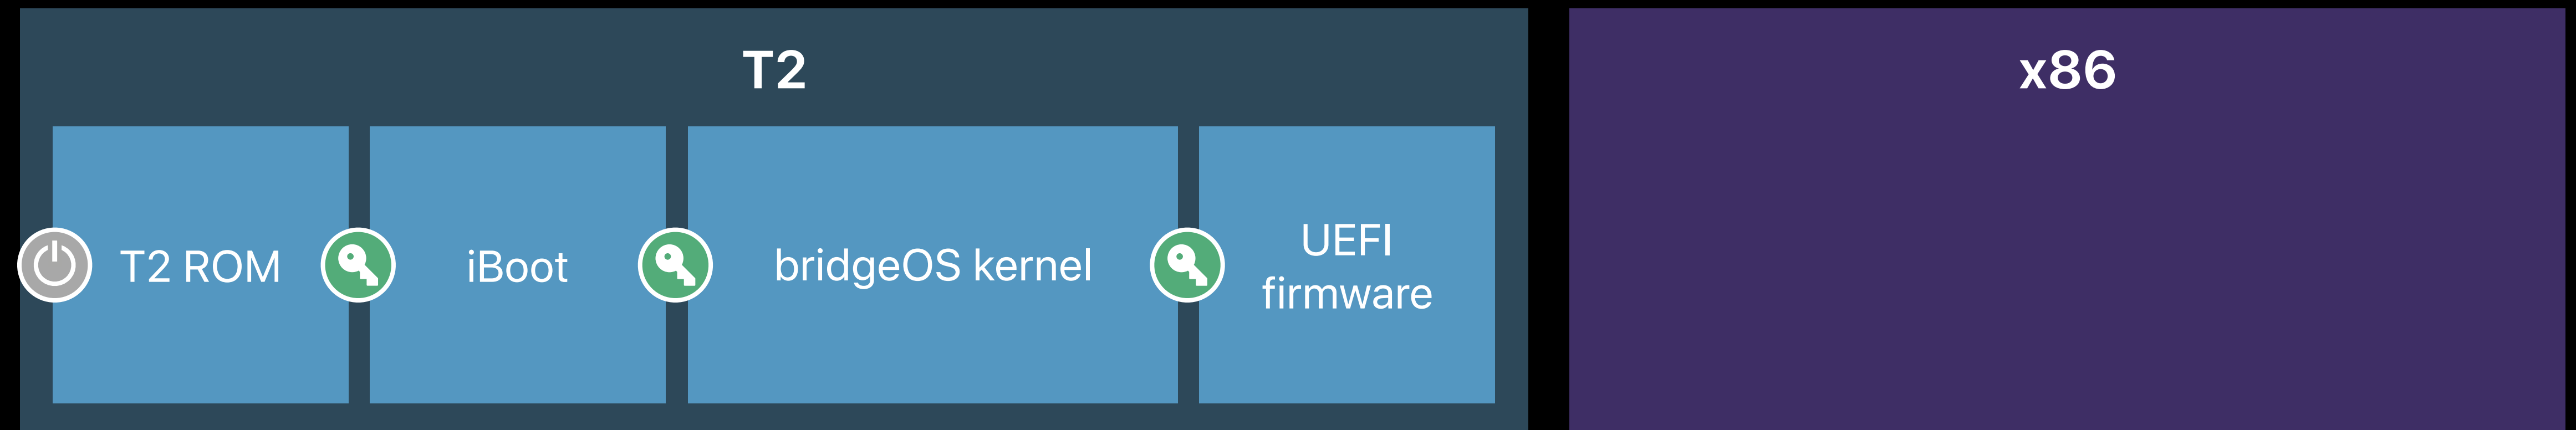 T2
x86
T2 ROM
iBoot
bridgeOS kernel
UEFI
firmware